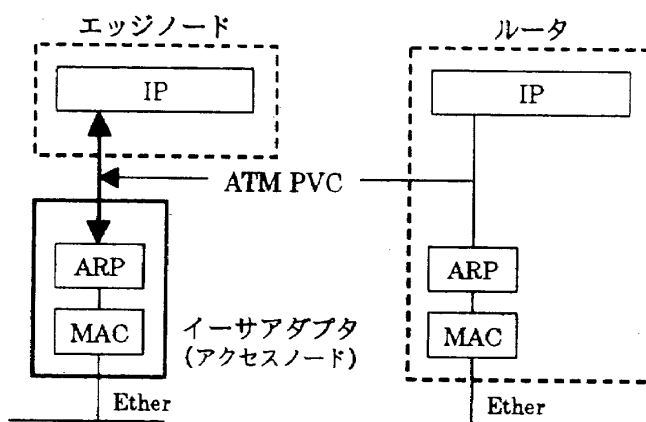 エッジノード
IP
ATM PVC
ARP
MAC
イーサアダプタ
(アクセスノード)
Ether
ルータ
IP
ARP
MAC
Ether